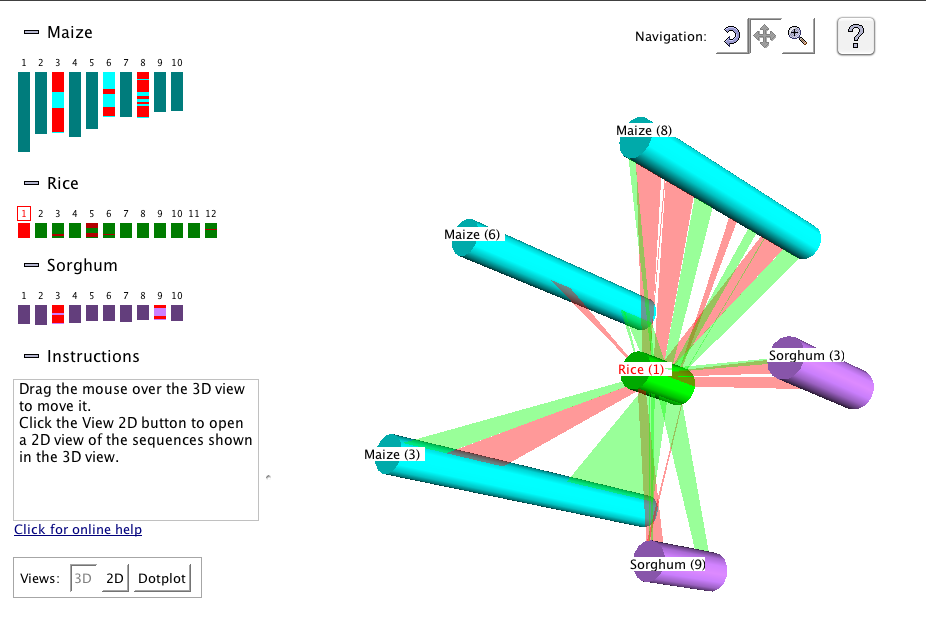 Maize
1 2 3 4 5 6 7 8 9 10
Rice
1 2 3 4 5 6 7 8 9 10 11 12
Sorghum
1 2 3 4 5 6 7 8 9 10
Instructions
Drag the mouse over the 3D view
to move it.
Click the View 2D button to open
a 2D view of the sequences shown
in the 3D view.
Click for online help
Views: 3D 2D Dotplot
Navigation:
?
Maize (8)
Maize (6)
Sorghum (3)
Rice (1)
Maize (3)
Sorghum (9)